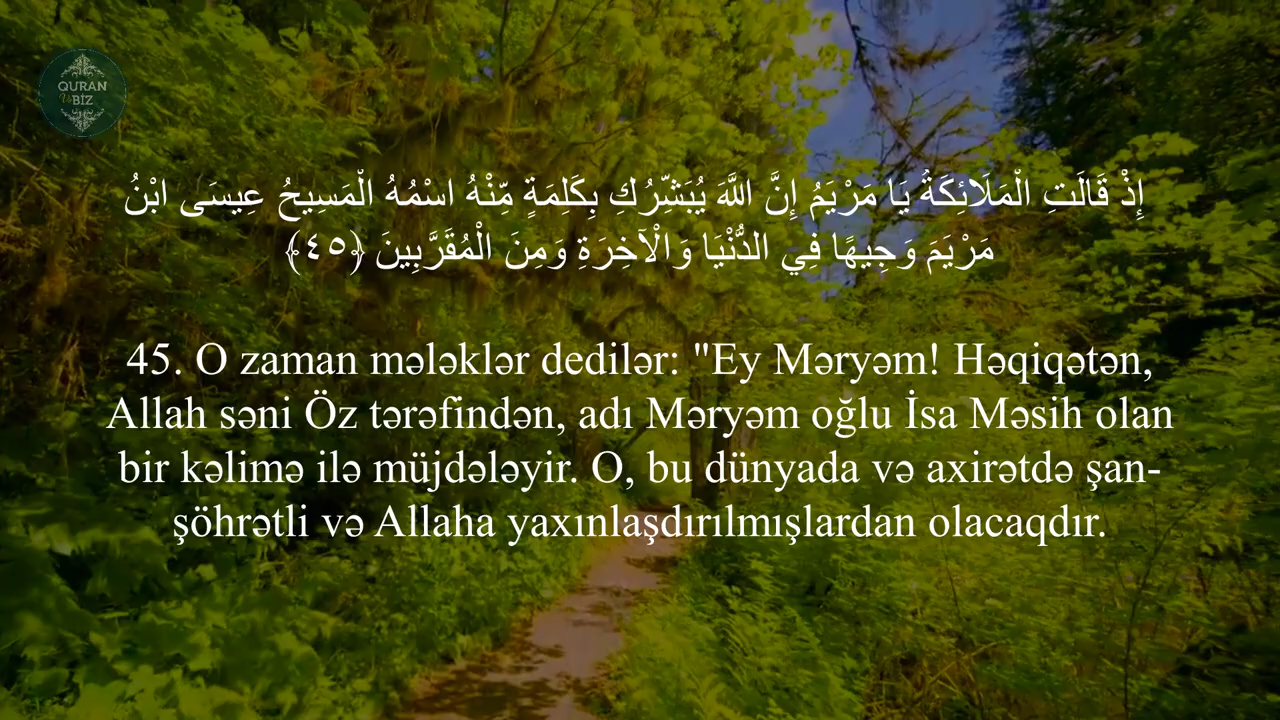 QURAN
Və BİZ
إِذْ قَالَتِ الْمَلَائِكَةُ يَا مَرْيَمُ إِنَّ اللَّهَ يُبَشِّرُكِ بِكَلِمَةٍ مِّنْهُ اسْمُهُ الْمَسِيحُ عِيسَى ابْنُ
مَرْيَمَ وَجِيهًا فِي الدُّنْيَا وَالْآخِرَةِ وَمِنَ الْمُقَرَّبِينَ ﴿٤٥﴾
45. O zaman mələklər dedilər: "Ey Məryəm! Həqiqətən,
Allah səni Öz tərəfindən, adı Məryəm oğlu İsa Məsih olan
bir kəlimə ilə müjdələyir. O, bu dünyada və axirətdə şan-
şöhrətli və Allaha yaxınlaşdırılmışlardan olacaqdır.